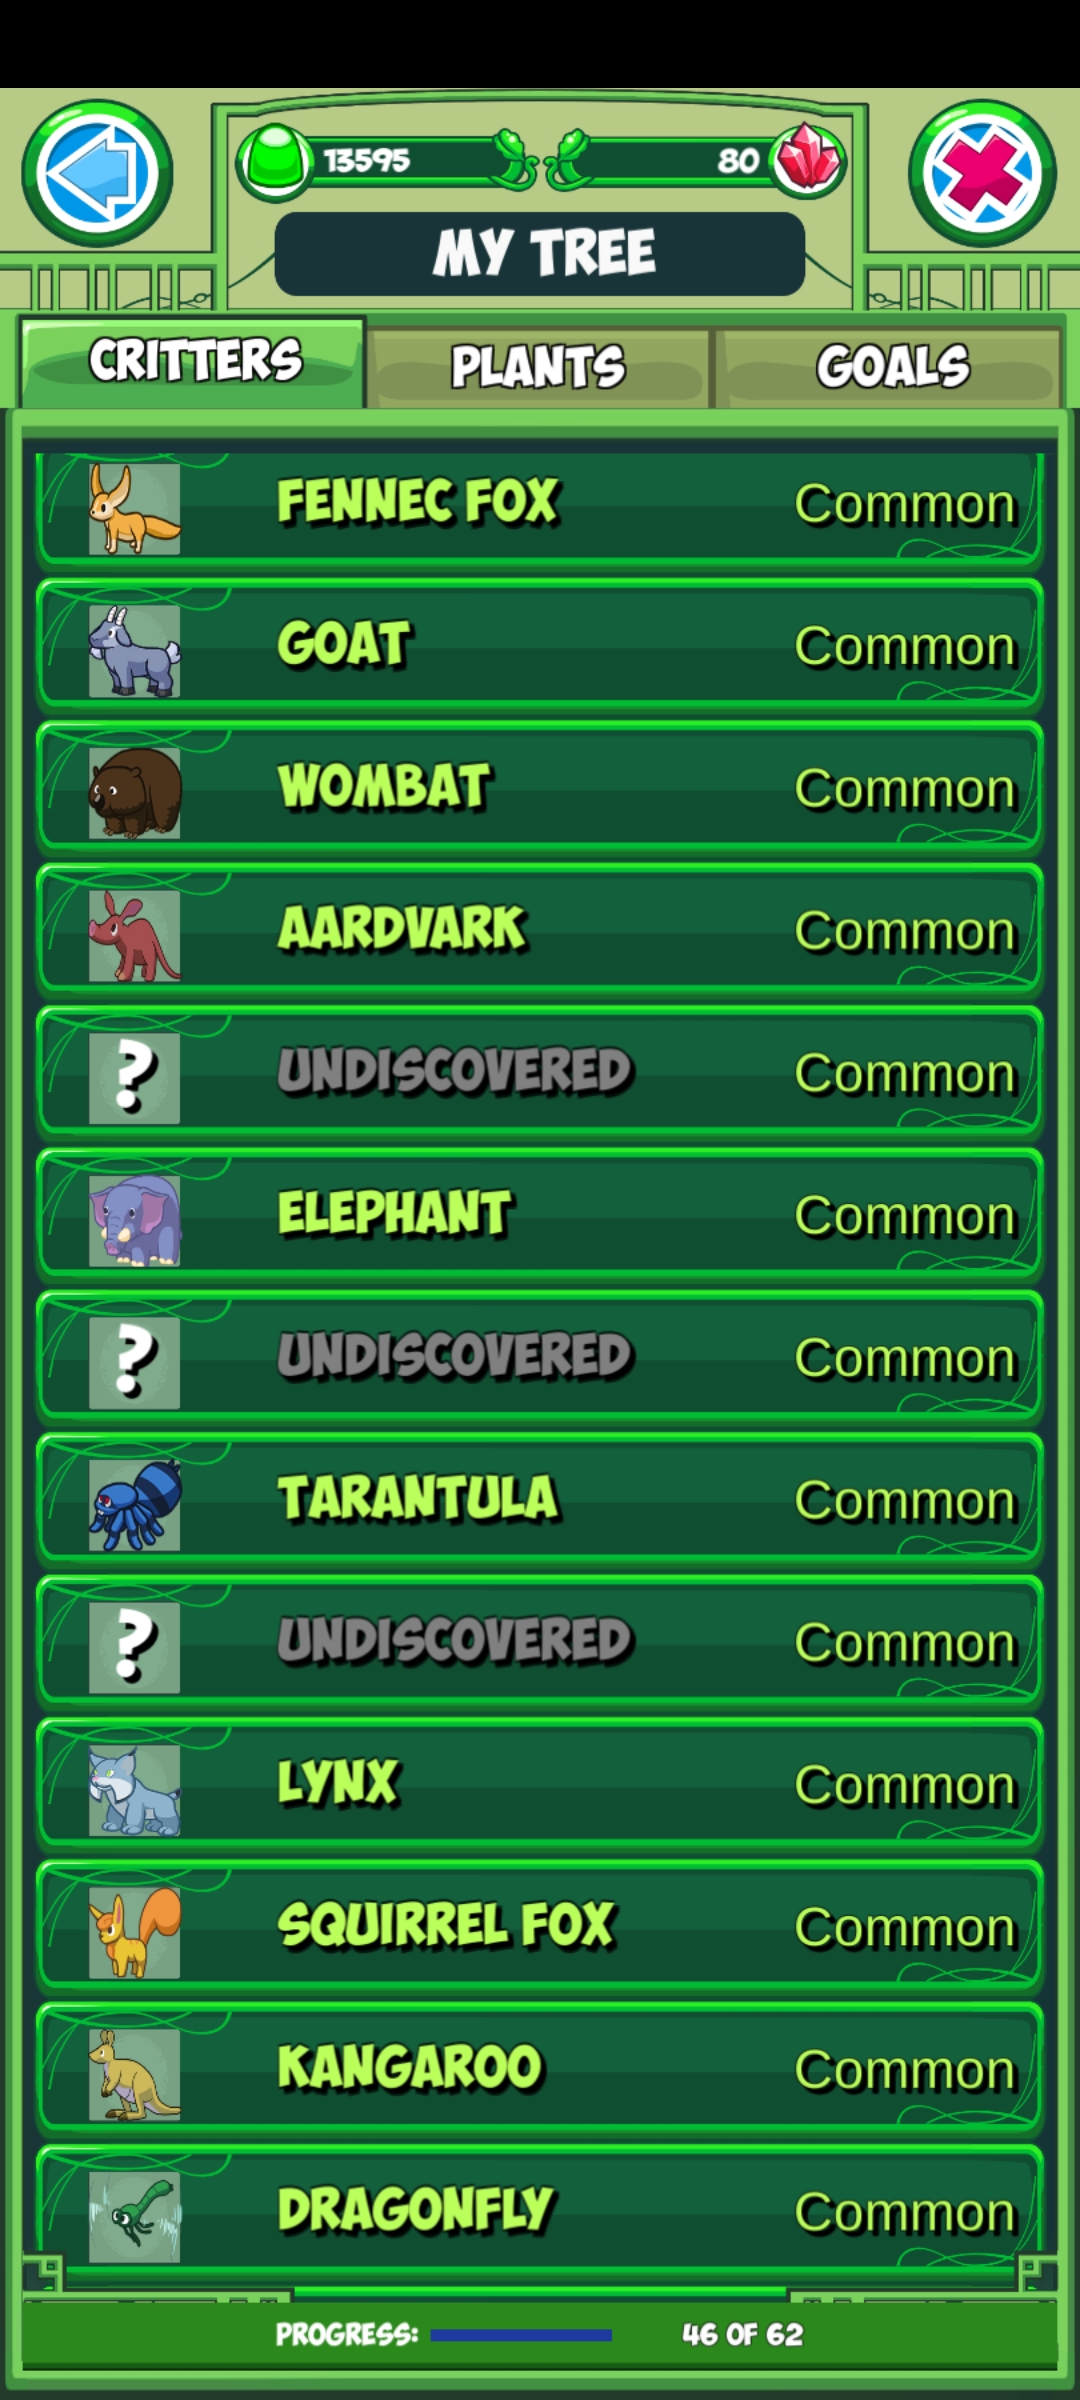 13595
80
MY TREE
CRITTERS
PLANTS
GOALS
FENNEC FOX
Common
GOAT
Common
WOMBAT
Common
AARDVARK
Common
?
UNDISCOVERED
Common
ELEPHANT
Common
?
UNDISCOVERED
Common
TARANTULA
Common
?
UNDISCOVERED
Common
LYNX
Common
SQUIRREL FOX
Common
KANGAROO
Common
DRAGONFLY
Common
PROGRESS:
46 OF 62